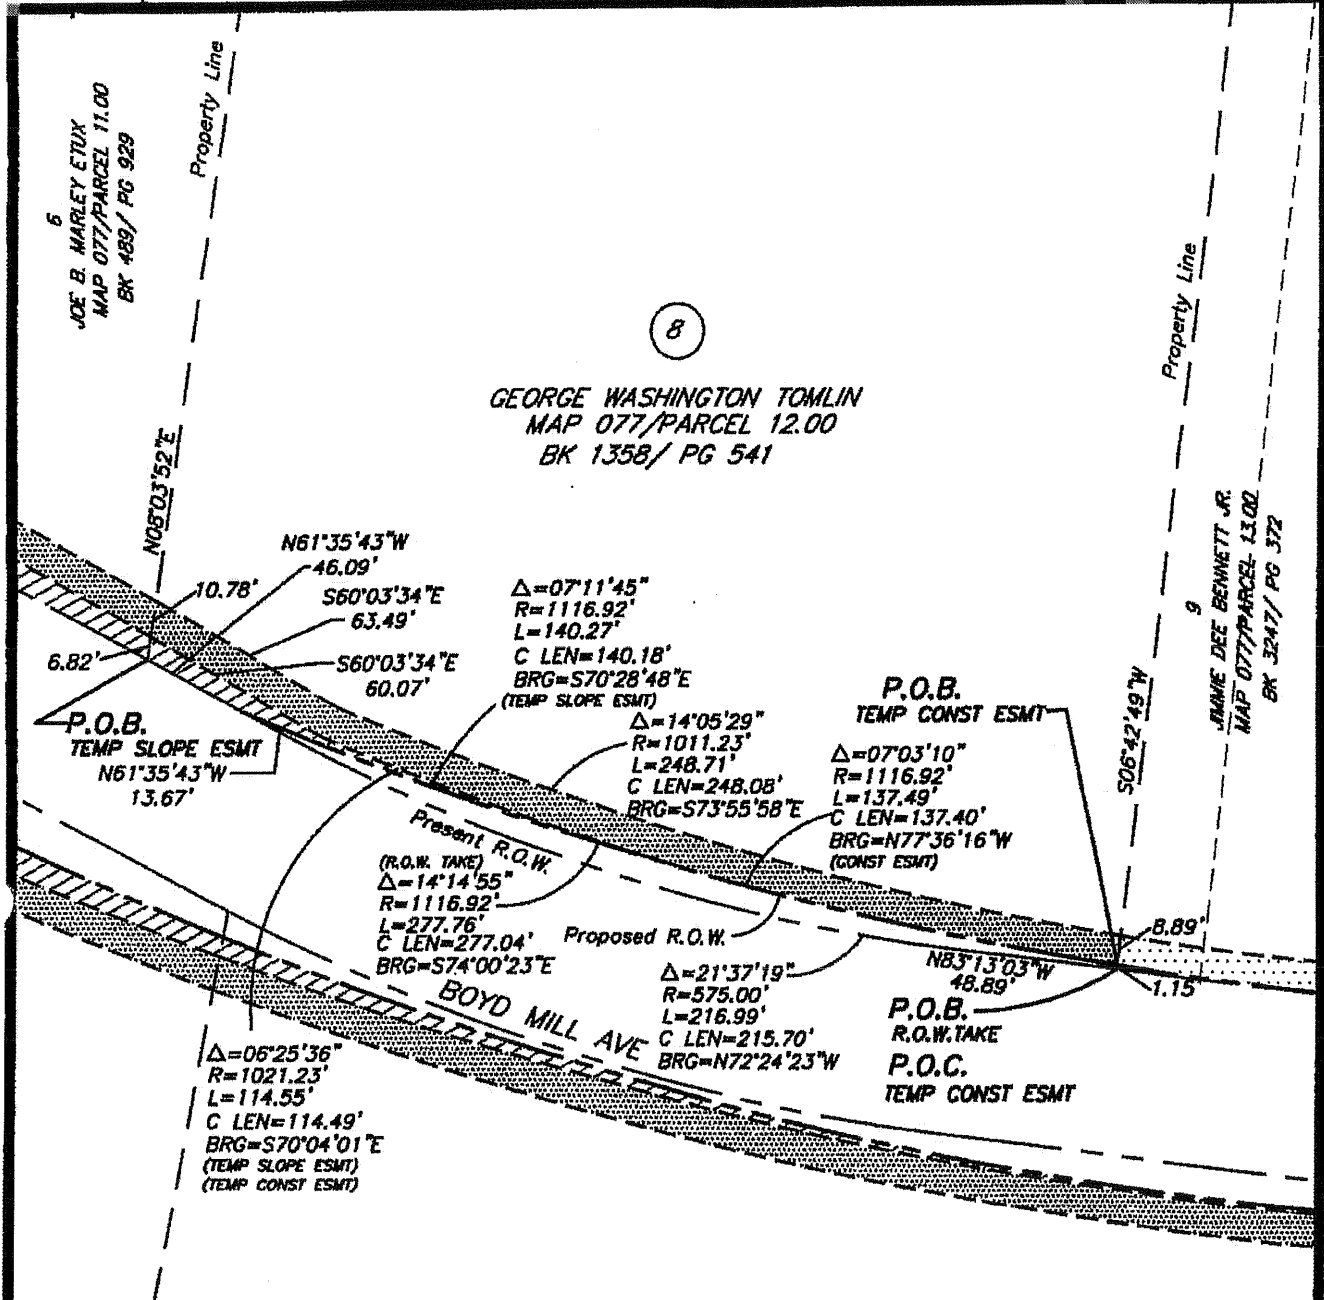 Property Line
6
JOE B. MARLEY ETUX
MAP 077/PARCEL 11.00
BK 489/ PG 929
N08°03'52"E
8
GEORGE WASHINGTON TOMLIN
MAP 077/PARCEL 12.00
BK 1358/ PG 541
Property Line
S06°42'49"W
9
JIMMIE DEE BENNETT JR.
MAP 077/PARCEL 13.00
BK 3247/ PG 372
N61°35'43"W
46.09'
10.78'
S60°03'34"E
63.49'
6.82'
S60°03'34"E
60.07'
P.O.B.
TEMP SLOPE ESMT
N61°35'43"W
13.67'
Δ=07°11'45"
R=1116.92'
L=140.27'
C LEN=140.18'
BRG=S70°28'48"E
(TEMP SLOPE ESMT)
Δ=14°05'29"
R=1011.23'
L=248.71'
C LEN=248.08'
BRG=S73°55'58"E
P.O.B.
TEMP CONST ESMT
Δ=07°03'10"
R=1116.92'
L=137.49'
C LEN=137.40'
BRG=N77°36'16"W
(CONST ESMT)
Present R.O.W.
(R.O.W. TAKE)
Δ=14°14'55"
R=1116.92'
L=277.76'
C LEN=277.04'
BRG=S74°00'23"E
Proposed R.O.W.
8.89'
N83°13'03"W
48.89'
1.15
Δ=21°37'19"
R=575.00'
L=216.99'
C LEN=215.70'
BRG=N72°24'23"W
P.O.B.
R.O.W.TAKE
P.O.C.
TEMP CONST ESMT
BOYD MILL AVE
Δ=06°25'36"
R=1021.23'
L=114.55'
C LEN=114.49'
BRG=S70°04'01"E
(TEMP SLOPE ESMT)
(TEMP CONST ESMT)